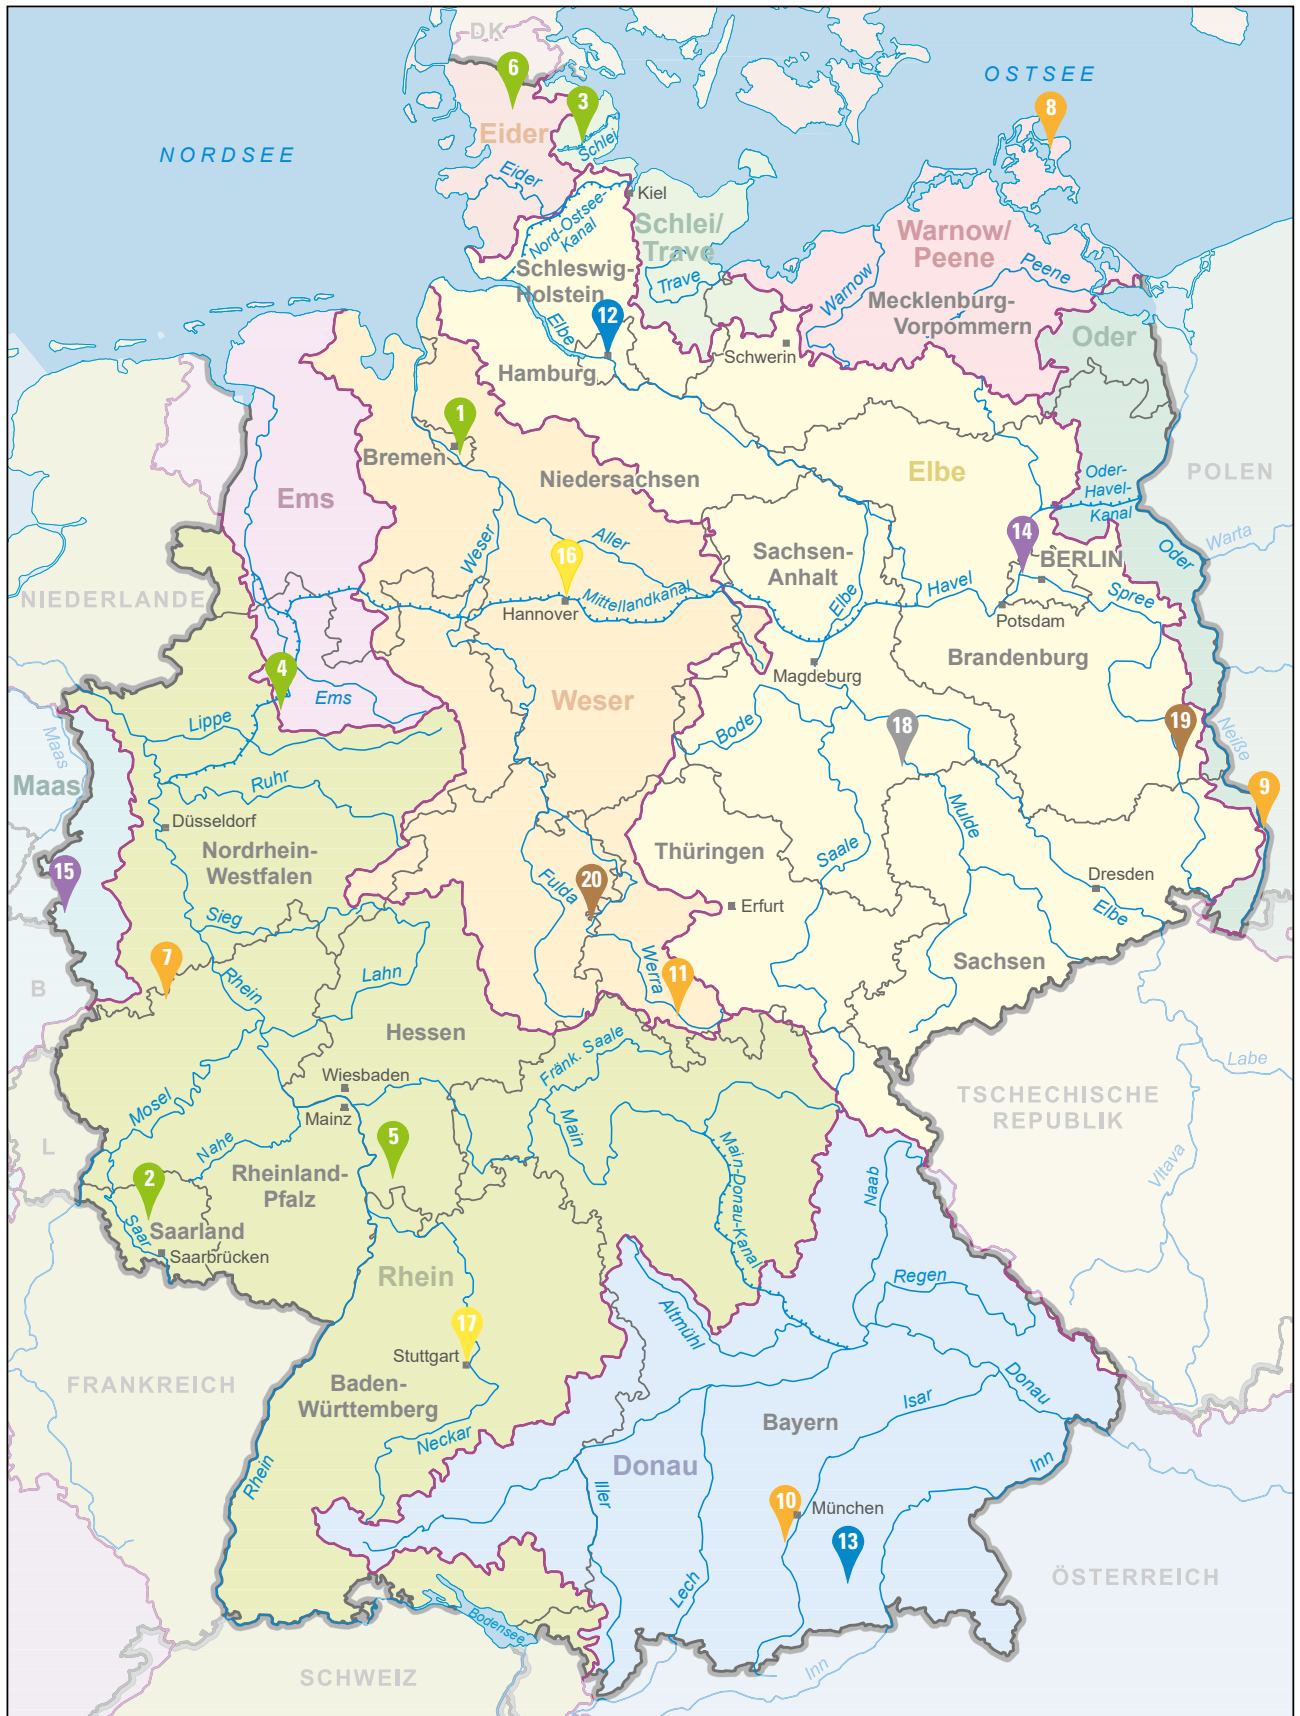 DK
OSTSEE
6
3
8
Eider
Schlei
NORDSEE
Eider
Kiel
Nord-Ostsee-
Kanal
Schlei/
Trave
Warnow/
Peene
Schleswig-
Holstein
Trave
Warnow
Peene
Mecklenburg-
Vorpommern
12
Elbe
Oder
Schwerin
Hamburg
1
Bremen
Niedersachsen
Elbe
Oder-
Havel-
Kanal
POLEN
Ems
Weser
Aller
14
Warta
16
Sachsen-
Anhalt
BERLIN
Oder
NIEDERLANDE
Hannover
Mittellandkanal
Elbe
Havel
Spree
Potsdam
4
Brandenburg
Magdeburg
Ems
Weser
Lippe
Bode
18
19
Neiße
Maas
Maas
Ruhr
9
Düsseldorf
Mulde
Nordrhein-
Westfalen
Thüringen
Saale
15
20
Fulda
Dresden
Erfurt
Elbe
Sieg
7
Rhein
Lahn
Werra
11
Sachsen
B
Hessen
Fränk. Saale
Labe
Wiesbaden
TSCHECHISCHE
REPUBLIK
Mosel
Mainz
Main
L
Nahe
5
Main-Donau-Kanal
Naab
Vltava
2
Rheinland-
Pfalz
Saar
Saarland
Saarbrücken
Rhein
Regen
17
Altmühl
Stuttgart
FRANKREICH
Baden-
Württemberg
Donau
Isar
Bayern
Neckar
Donau
Inn
Rhein
Iller
10
München
13
Lech
ÖSTERREICH
Bodensee
Inn
SCHWEIZ